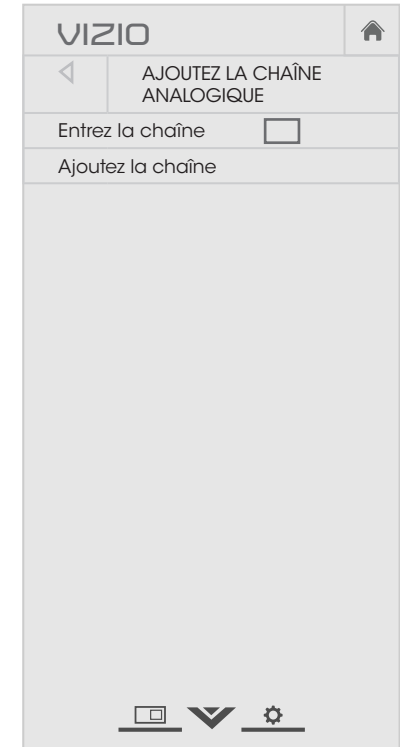 VIZIO
AJOUTEZ LA CHAÎNE
ANALOGIQUE
Entrez la chaîne
Ajoutez la chaîne